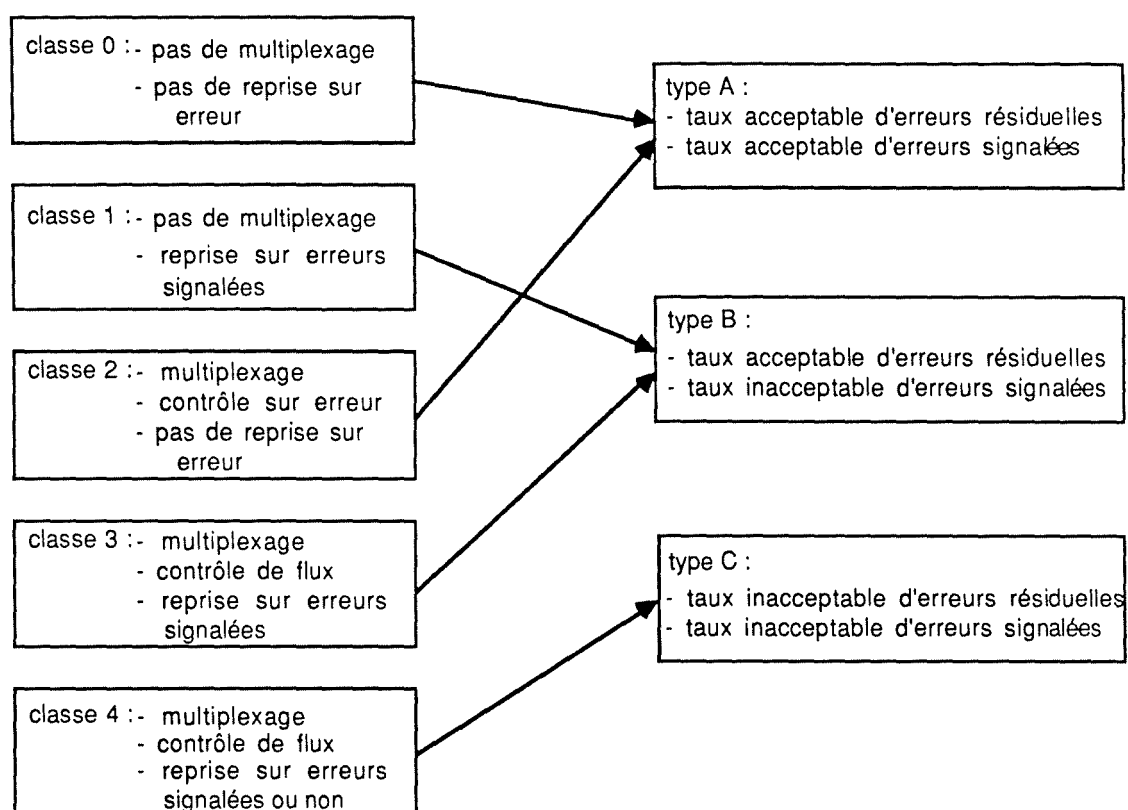 classe 0 :- pas de multiplexage
- pas de reprise sur
erreur
classe 1 :- pas de multiplexage
- reprise sur erreurs
signalées
classe 2 :- multiplexage
- contrôle sur erreur
- pas de reprise sur
erreur
classe 3 :- multiplexage
- contrôle de flux
- reprise sur erreurs
signalées
classe 4 :- multiplexage
- contrôle de flux
- reprise sur erreurs
signalées ou non
type A :
- taux acceptable d'erreurs résiduelles
- taux acceptable d'erreurs signalées
type B :
- taux acceptable d'erreurs résiduelles
- taux inacceptable d'erreurs signalées
type C :
- taux inacceptable d'erreurs résiduelles
- taux inacceptable d'erreurs signalées